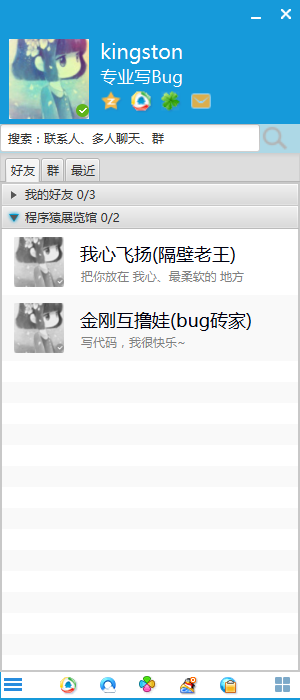 kingston
专业写Bug
搜索：联系人、多人聊天、群
好友 群 最近
我的好友 0/3
程序猿展览馆 0/2
我心飞扬(隔壁老王)
把你放在 我心、最柔软的 地方
金刚互撸娃(bug砖家)
写代码，我很快乐~